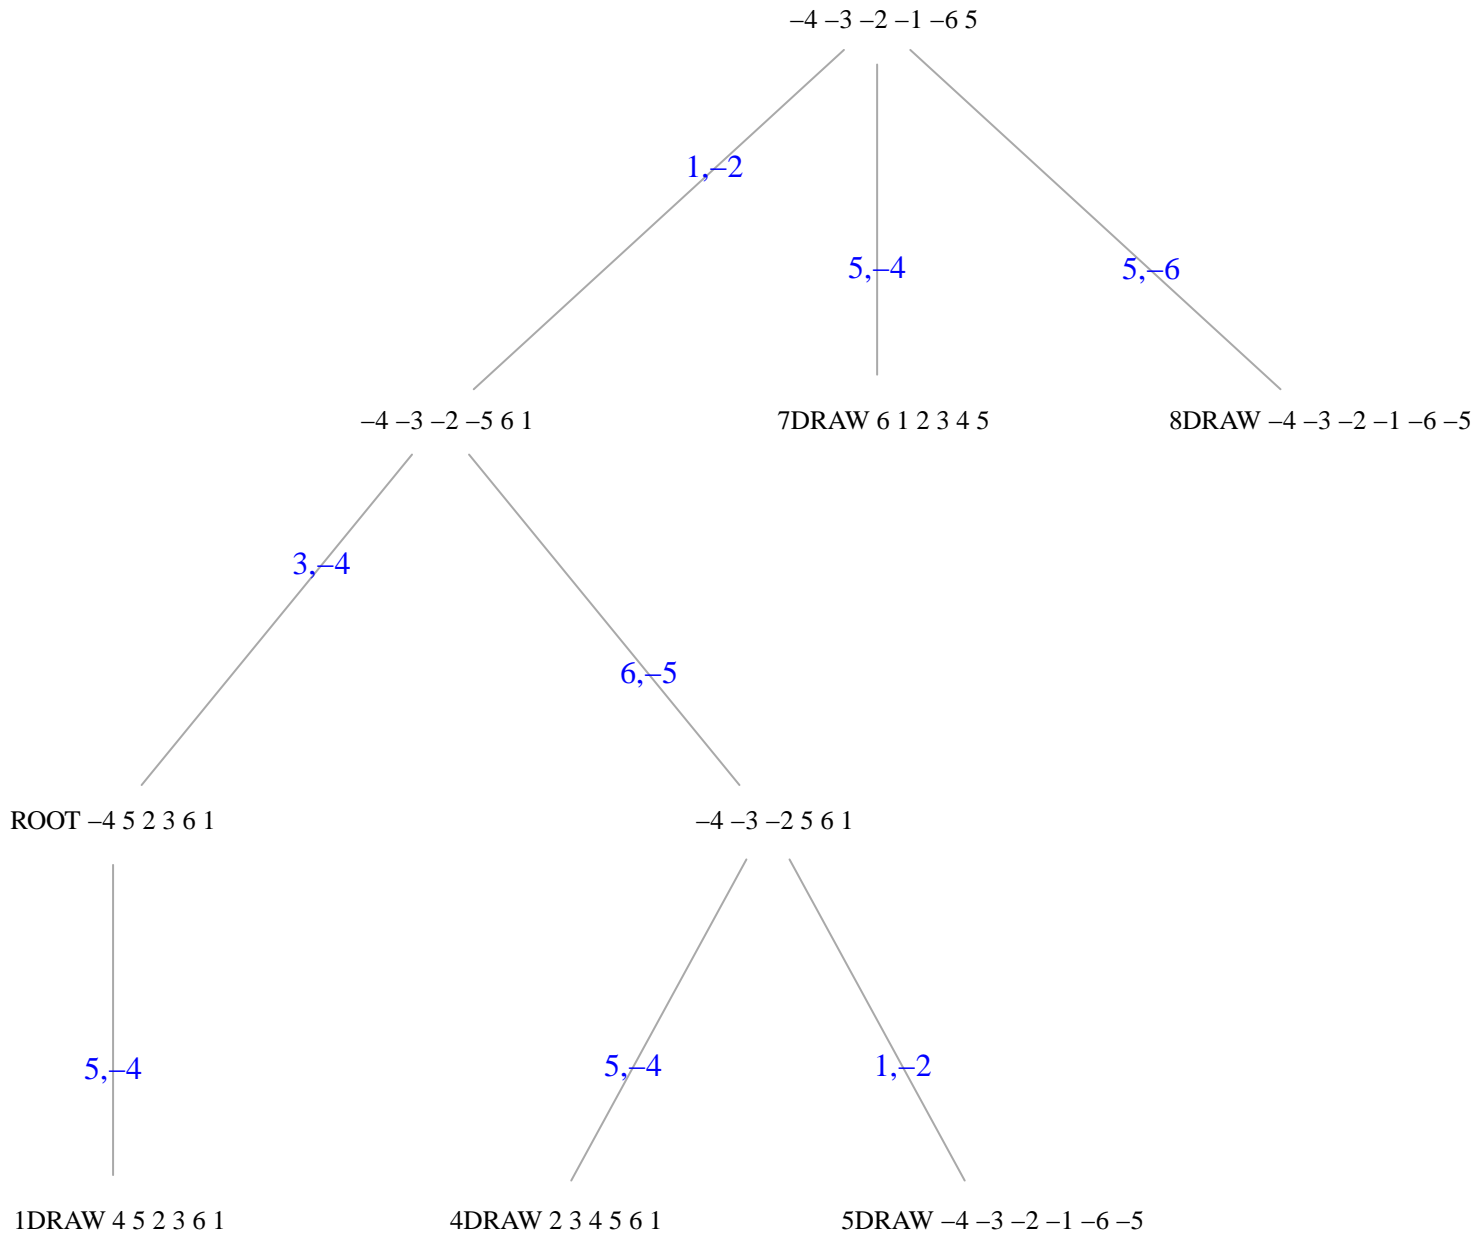 –4 –3 –2 –1 –6 5
1,–2
5,–4
5,–6
–4 –3 –2 –5 6 1
7DRAW 6 1 2 3 4 5
8DRAW –4 –3 –2 –1 –6 –5
3,–4
6,–5
ROOT –4 5 2 3 6 1
–4 –3 –2 5 6 1
5,–4
5,–4
1,–2
1DRAW 4 5 2 3 6 1
4DRAW 2 3 4 5 6 1
5DRAW –4 –3 –2 –1 –6 –5